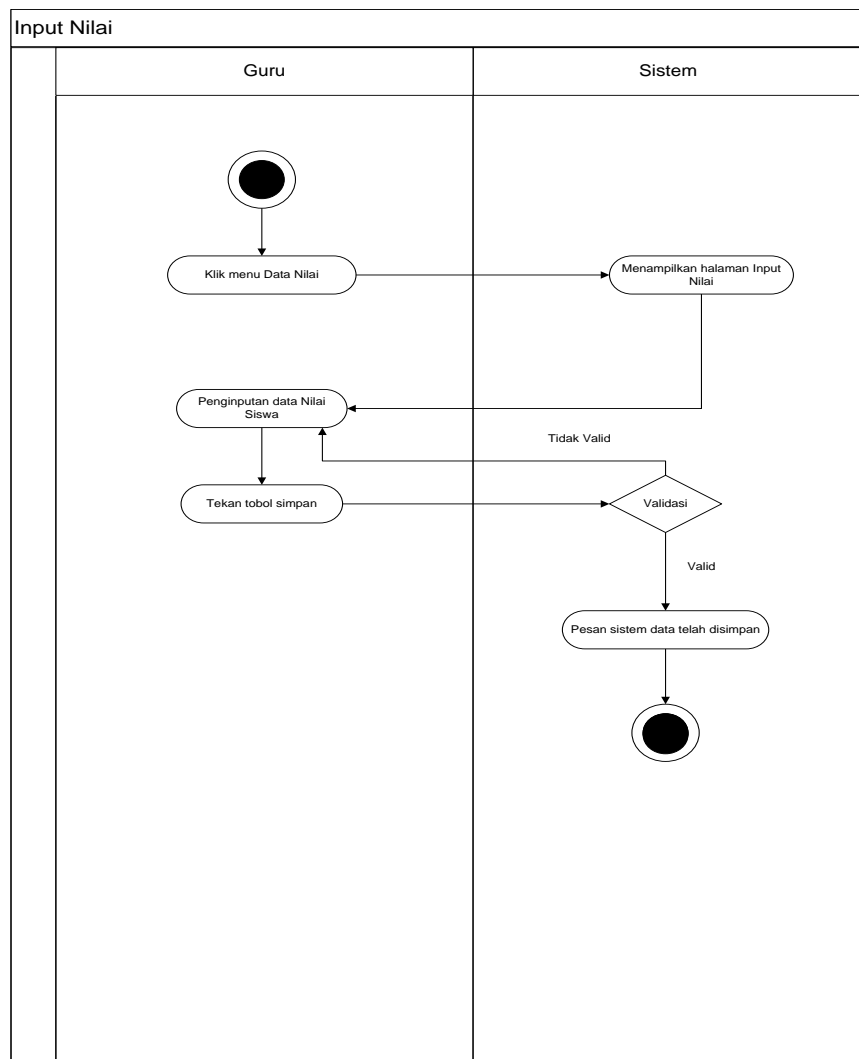 Input Nilai
Guru
Sistem
Klik menu Data Nilai
Menampilkan halaman Input
Nilai
Penginputan data Nilai
Siswa
Tidak Valid
Tekan tobol simpan
Validasi
Valid
Pesan sistem data telah disimpan